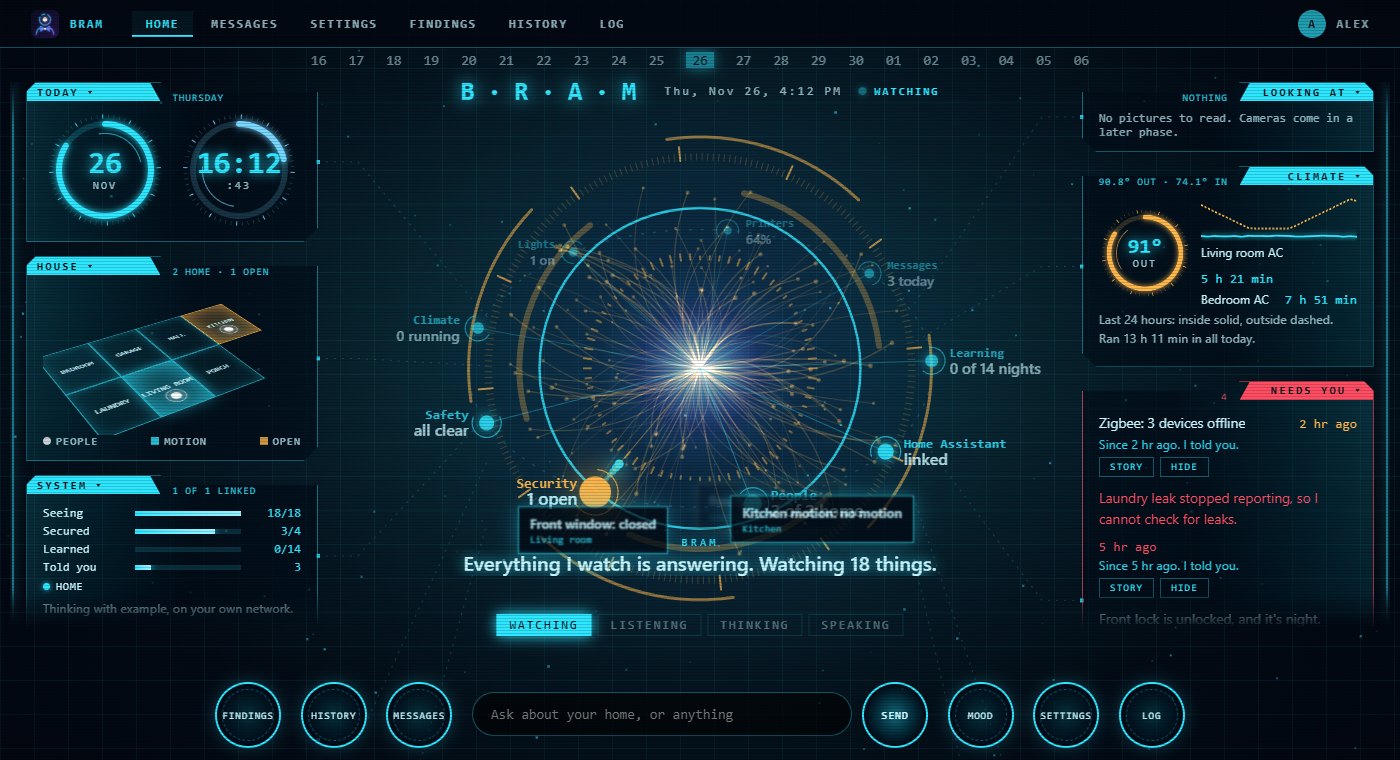 BRAM
HOME
MESSAGES
SETTINGS
FINDINGS
HISTORY
LOG
A
ALEX
16 17 18 19 20 21 22 23 24 25 26 27 28 29 30 01 02 03 04 05 06
B · R · A · M
Thu, Nov 26, 4:12 PM
WATCHING
TODAY
THURSDAY
26
NOV
16:12
:43
HOUSE
2 HOME · 1 OPEN
BEDROOM
GARAGE
HALL
KITCHEN
LAUNDRY
LIVING ROOM
PORCH
PEOPLE
MOTION
OPEN
SYSTEM
1 OF 1 LINKED
Seeing 18/18
Secured 3/4
Learned 0/14
Told you 3
HOME
Thinking with example, on your own network.
Printers
64%
Lights
1 on
Messages
3 today
Climate
0 running
Learning
0 of 14 nights
Safety
all clear
Home Assistant
linked
Security
1 open
People
Front window: closed
Living room
Kitchen motion: no motion
Kitchen
BRAM
Everything I watch is answering. Watching 18 things.
WATCHING
LISTENING
THINKING
SPEAKING
LOOKING AT
NOTHING
No pictures to read. Cameras come in a
later phase.
CLIMATE
90.8° OUT · 74.1° IN
91°
OUT
Living room AC
5 h 21 min
Bedroom AC 7 h 51 min
Last 24 hours: inside solid, outside dashed.
Ran 13 h 11 min in all today.
NEEDS YOU
4
Zigbee: 3 devices offline 2 hr ago
Since 2 hr ago. I told you.
STORY
HIDE
Laundry leak stopped reporting, so I
cannot check for leaks.
5 hr ago
Since 5 hr ago. I told you.
STORY
HIDE
Front lock is unlocked, and it's night.
FINDINGS
HISTORY
MESSAGES
Ask about your home, or anything
SEND
MOOD
SETTINGS
LOG